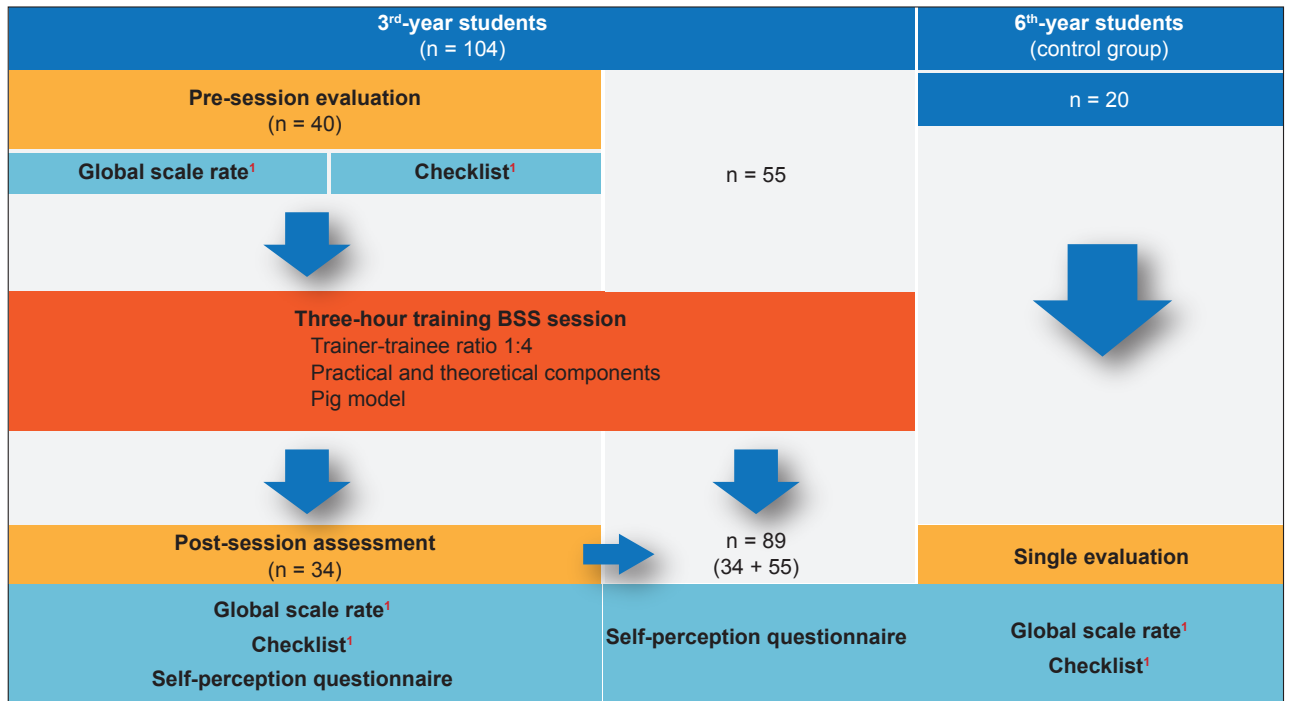 3rd-year students
(n = 104)
6th-year students
(control group)
Pre-session evaluation
(n = 40)
n = 20
Global scale rate1
Checklist1
n = 55
Three-hour training BSS session
Trainer-trainee ratio 1:4
Practical and theoretical components
Pig model
Post-session assessment
(n = 34)
n = 89
(34 + 55)
Single evaluation
Global scale rate1
Checklist1
Self-perception questionnaire
Self-perception questionnaire
Global scale rate1
Checklist1